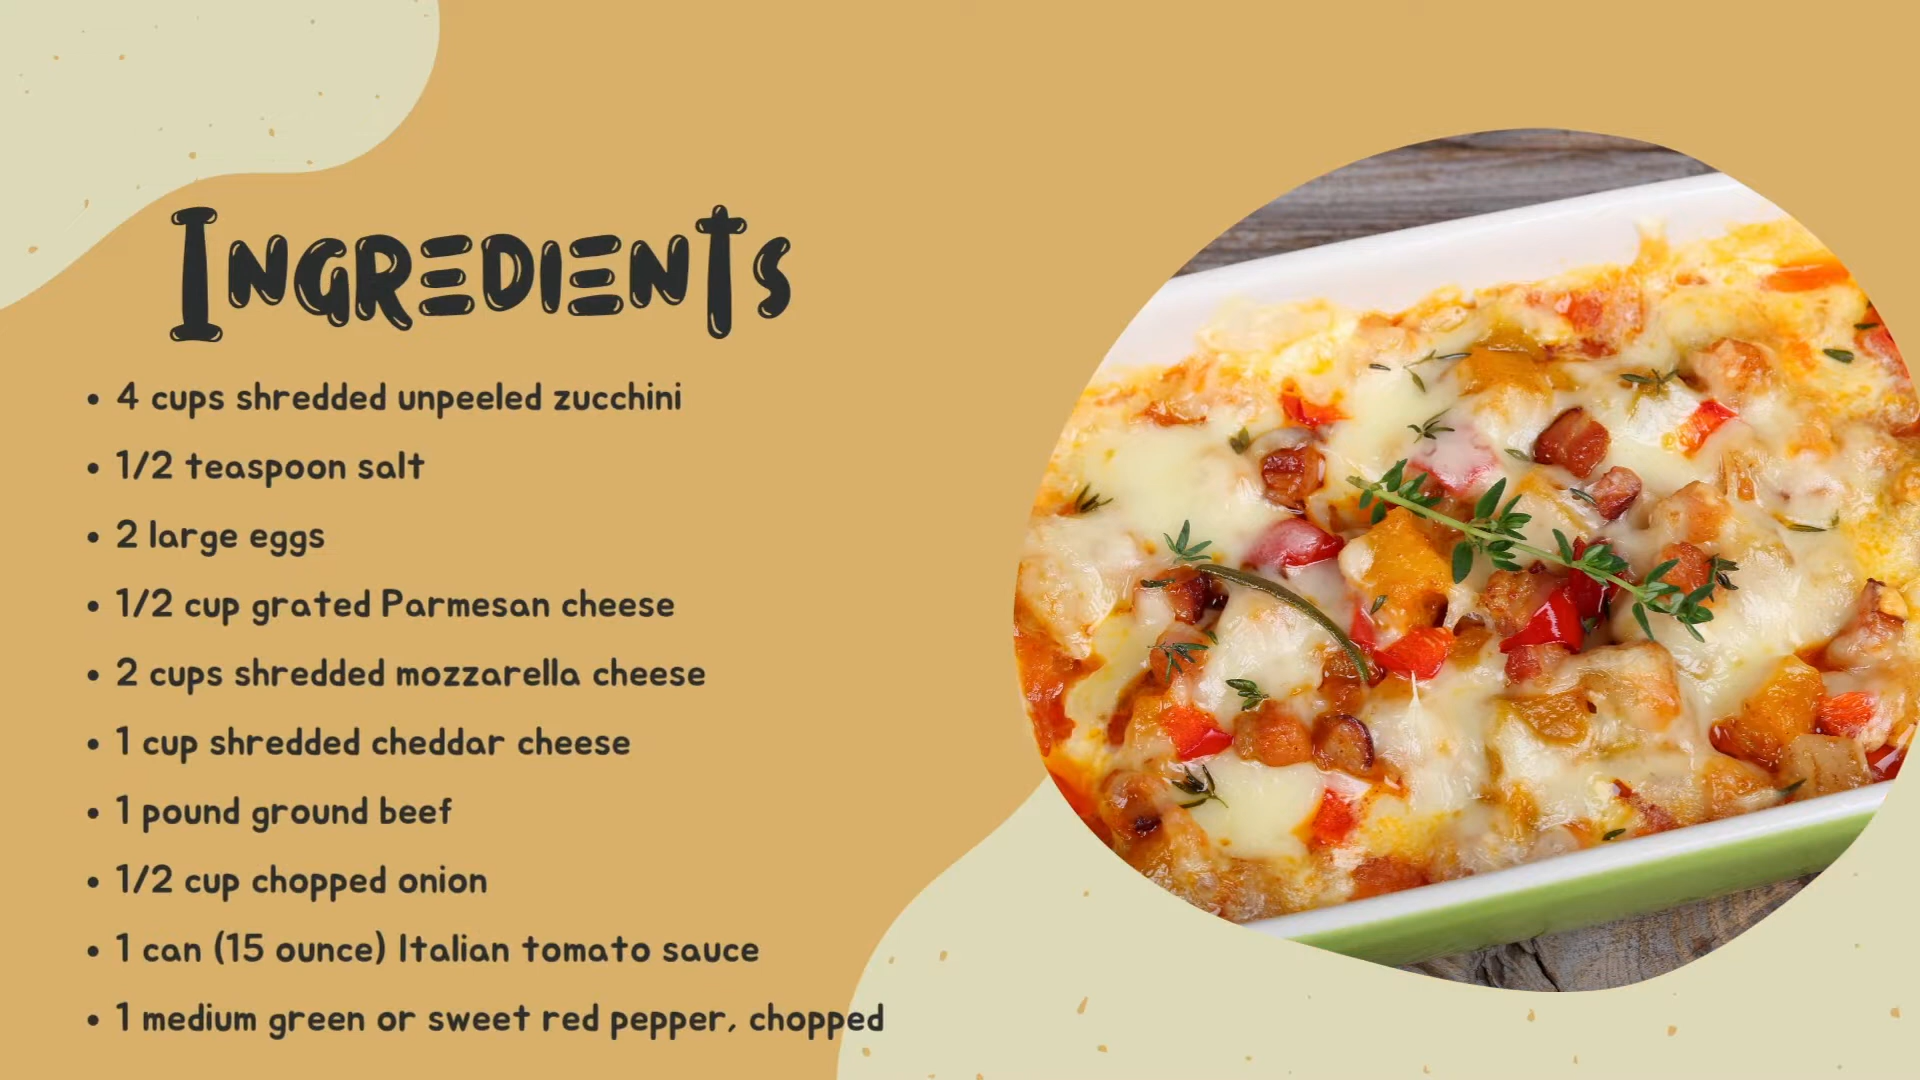 Ingredients
• 4 cups shredded unpeeled zucchini
• 1/2 teaspoon salt
• 2 large eggs
• 1/2 cup grated Parmesan cheese
• 2 cups shredded mozzarella cheese
• 1 cup shredded cheddar cheese
• 1 pound ground beef
• 1/2 cup chopped onion
• 1 can (15 ounce) Italian tomato sauce
• 1 medium green or sweet red pepper, chopped